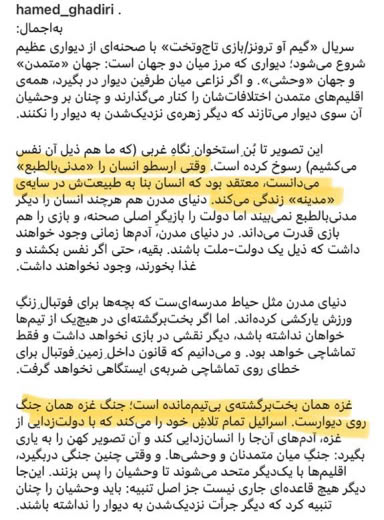 hamed_ghadiri .
به‌اجمال:
سریال «گیم آو ترونز/بازی تاج‌وتخت» با صحنه‌ای از دیواری عظیم
شروع می‌شود؛ دیواری که مرز میان دو جهان است: جهان «متمدن»
و جهان «وحشی». و اگر نزاعی میان طرفین دیوار در بگیرد، همه‌ی
اقلیم‌های متمدن اختلافاتشان را کنار می‌گذارند و چنان بر وحشیان
آن سوی دیوار می‌تازند که دیگر زهره‌ی نزدیک‌شدن به دیوار را نکنند.
این تصویر تا بُنِ استخوان نگاهِ غربی (که ما هم ذیل آن نفس
می‌کشیم) رسوخ کرده است. وقتی ارسطو انسان را «مدنی‌بالطبع»
می‌دانست، معتقد بود که انسان بنا به طبیعت‌ش در سایه‌ی
«مدینه» زندگی می‌کند. دنیای مدرن هم هرچند انسان را دیگر
مدنی‌بالطبع نمی‌بیند اما دولت را بازیگرِ اصلی صحنه، و بازی را هم
بازی قدرت می‌داند. در دنیای مدرن، آدم‌ها زمانی وجود خواهند
داشت که ذیل یک دولت-ملت باشند. بقیه، حتی اگر نفس بکشند و
غذا بخورند، وجود نخواهند داشت.
دنیای مدرن مثل حیاط مدرسه‌ای‌ست که بچه‌ها برای فوتبال زنگِ
ورزش یارکشی کرده‌اند. اما اگر بخت‌برگشته‌ای در هیچ‌یک از تیم‌ها
خواهان نداشته باشد، دیگر نقشی در بازی نخواهد داشت و فقط
تماشاچی خواهد بود. و می‌دانیم که قانون داخل زمین فوتبال برای
خطای روی تماشاچی ضربه‌ی ایستگاهی نخواهد گرفت.
غزه همان بخت‌برگشته‌ی بی‌تیم‌مانده است؛ جنگ غزه همان جنگ
روی دیوارست. اسرائیل تمام تلاش خود را می‌کند که با دولت‌زدایی از
غزه، آدم‌های آن‌جا را انسان‌زدایی کند و آن تصویر کهن را به یاری
بگیرد: جنگِ میان متمدنان و وحشی‌ها. و وقتی چنین جنگی دربگیرد،
اقلیم‌ها با یک‌دیگر متحد می‌شوند تا وحشیان را پس بزنند. این‌جا
دیگر هیچ قاعده‌ای جاری نیست جز اصل تنبیه: باید وحشیان را چنان
تنبیه کرد که دیگر جرأت نزدیک‌شدن به دیوار را نداشته باشند.